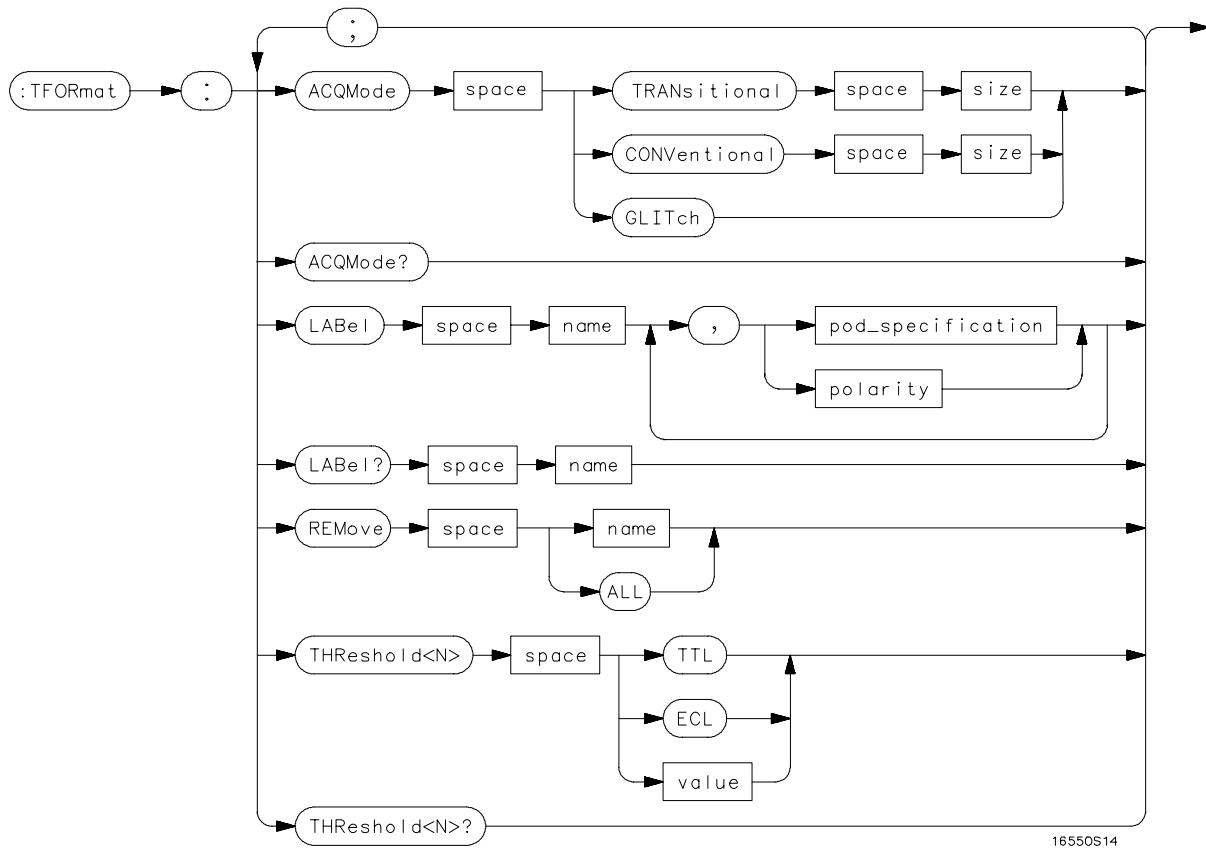 ;
:TFORmat : ACQMode space TRANsitional space size
CONVentional space size
GLITch
ACQMode?
LABel space name , pod_specification
polarity
LABel? space name
REMove space name
ALL
THReshold<N> space TTL
ECL
value
THReshold<N>?
16550S14